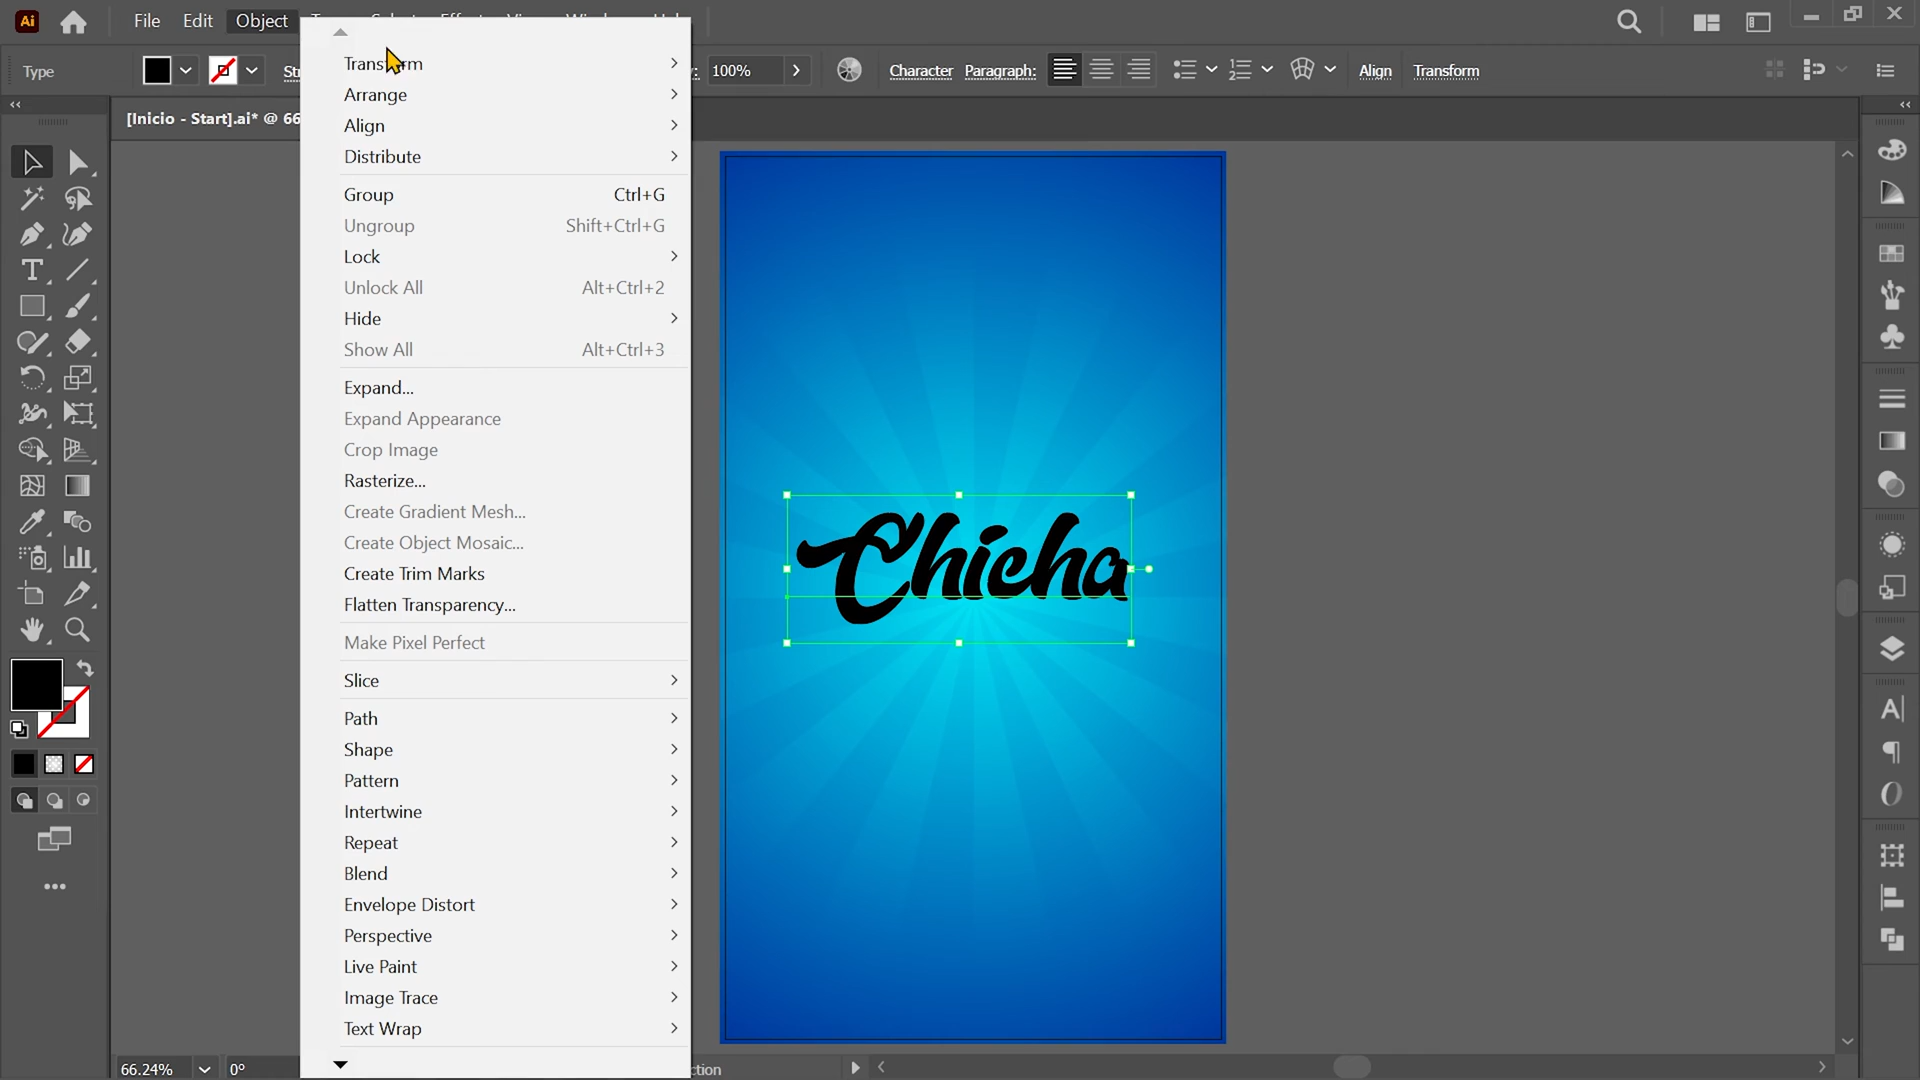 Ai File Edit Object
Type 100% Character Paragraph: Align Transform
[Inicio - Start].ai* @ 66
Transform
Arrange
Align
Distribute
Group Ctrl+G
Ungroup Shift+Ctrl+G
Lock
Unlock All Alt+Ctrl+2
Hide
Show All Alt+Ctrl+3
Expand...
Expand Appearance
Crop Image
Rasterize...
Create Gradient Mesh...
Create Object Mosaic...
Create Trim Marks
Flatten Transparency...
Make Pixel Perfect
Slice
Path
Shape
Pattern
Intertwine
Repeat
Blend
Envelope Distort
Perspective
Live Paint
Image Trace
Text Wrap
Chicha
66.24% 0°